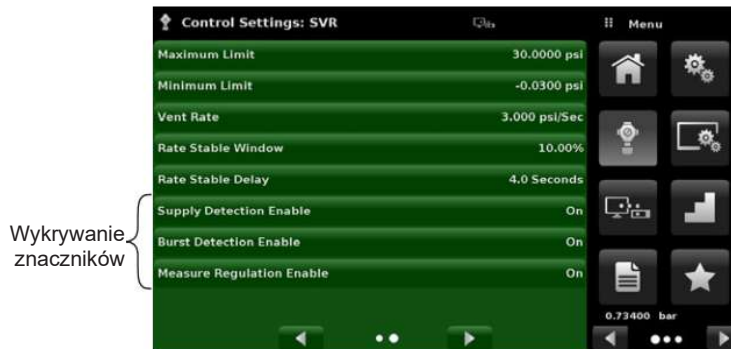 Control Settings: SVR
Menu
Maximum Limit 30.0000 psi
Minimum Limit -0.0300 psi
Vent Rate 3.000 psi/Sec
Rate Stable Window 10.00%
Rate Stable Delay 4.0 Seconds
Supply Detection Enable On
Burst Detection Enable On
Measure Regulation Enable On
Wykrywanie
znaczników
0.73400 bar